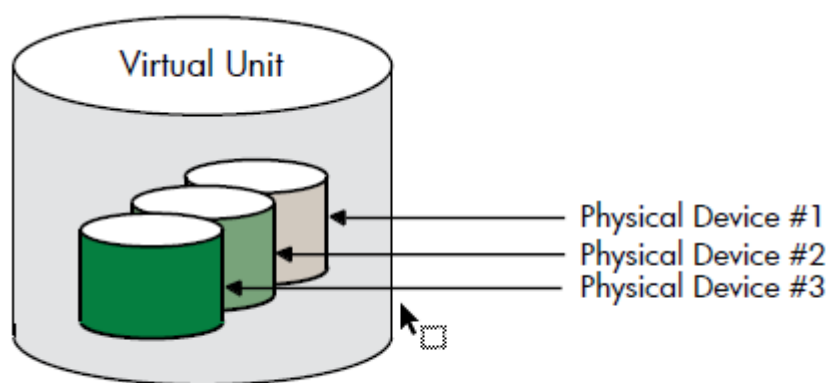 Virtual Unit
Physical Device #1
Physical Device #2
Physical Device #3